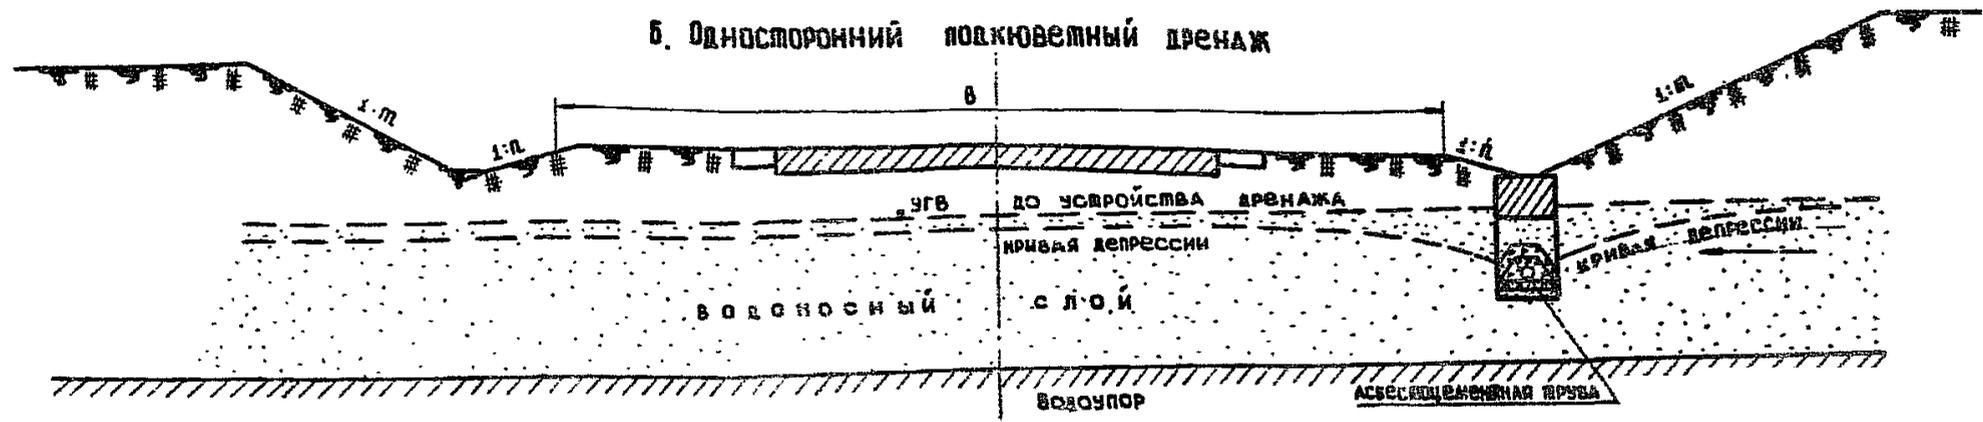 б. Односторонний подкюветный дренаж
В
1:m
1:m
1:n
1:n
УГВ до устройства дренажа
Кривая депрессии
Кривая депрессии
Водоносный слой
Асбестоцементная труба
Водоупор